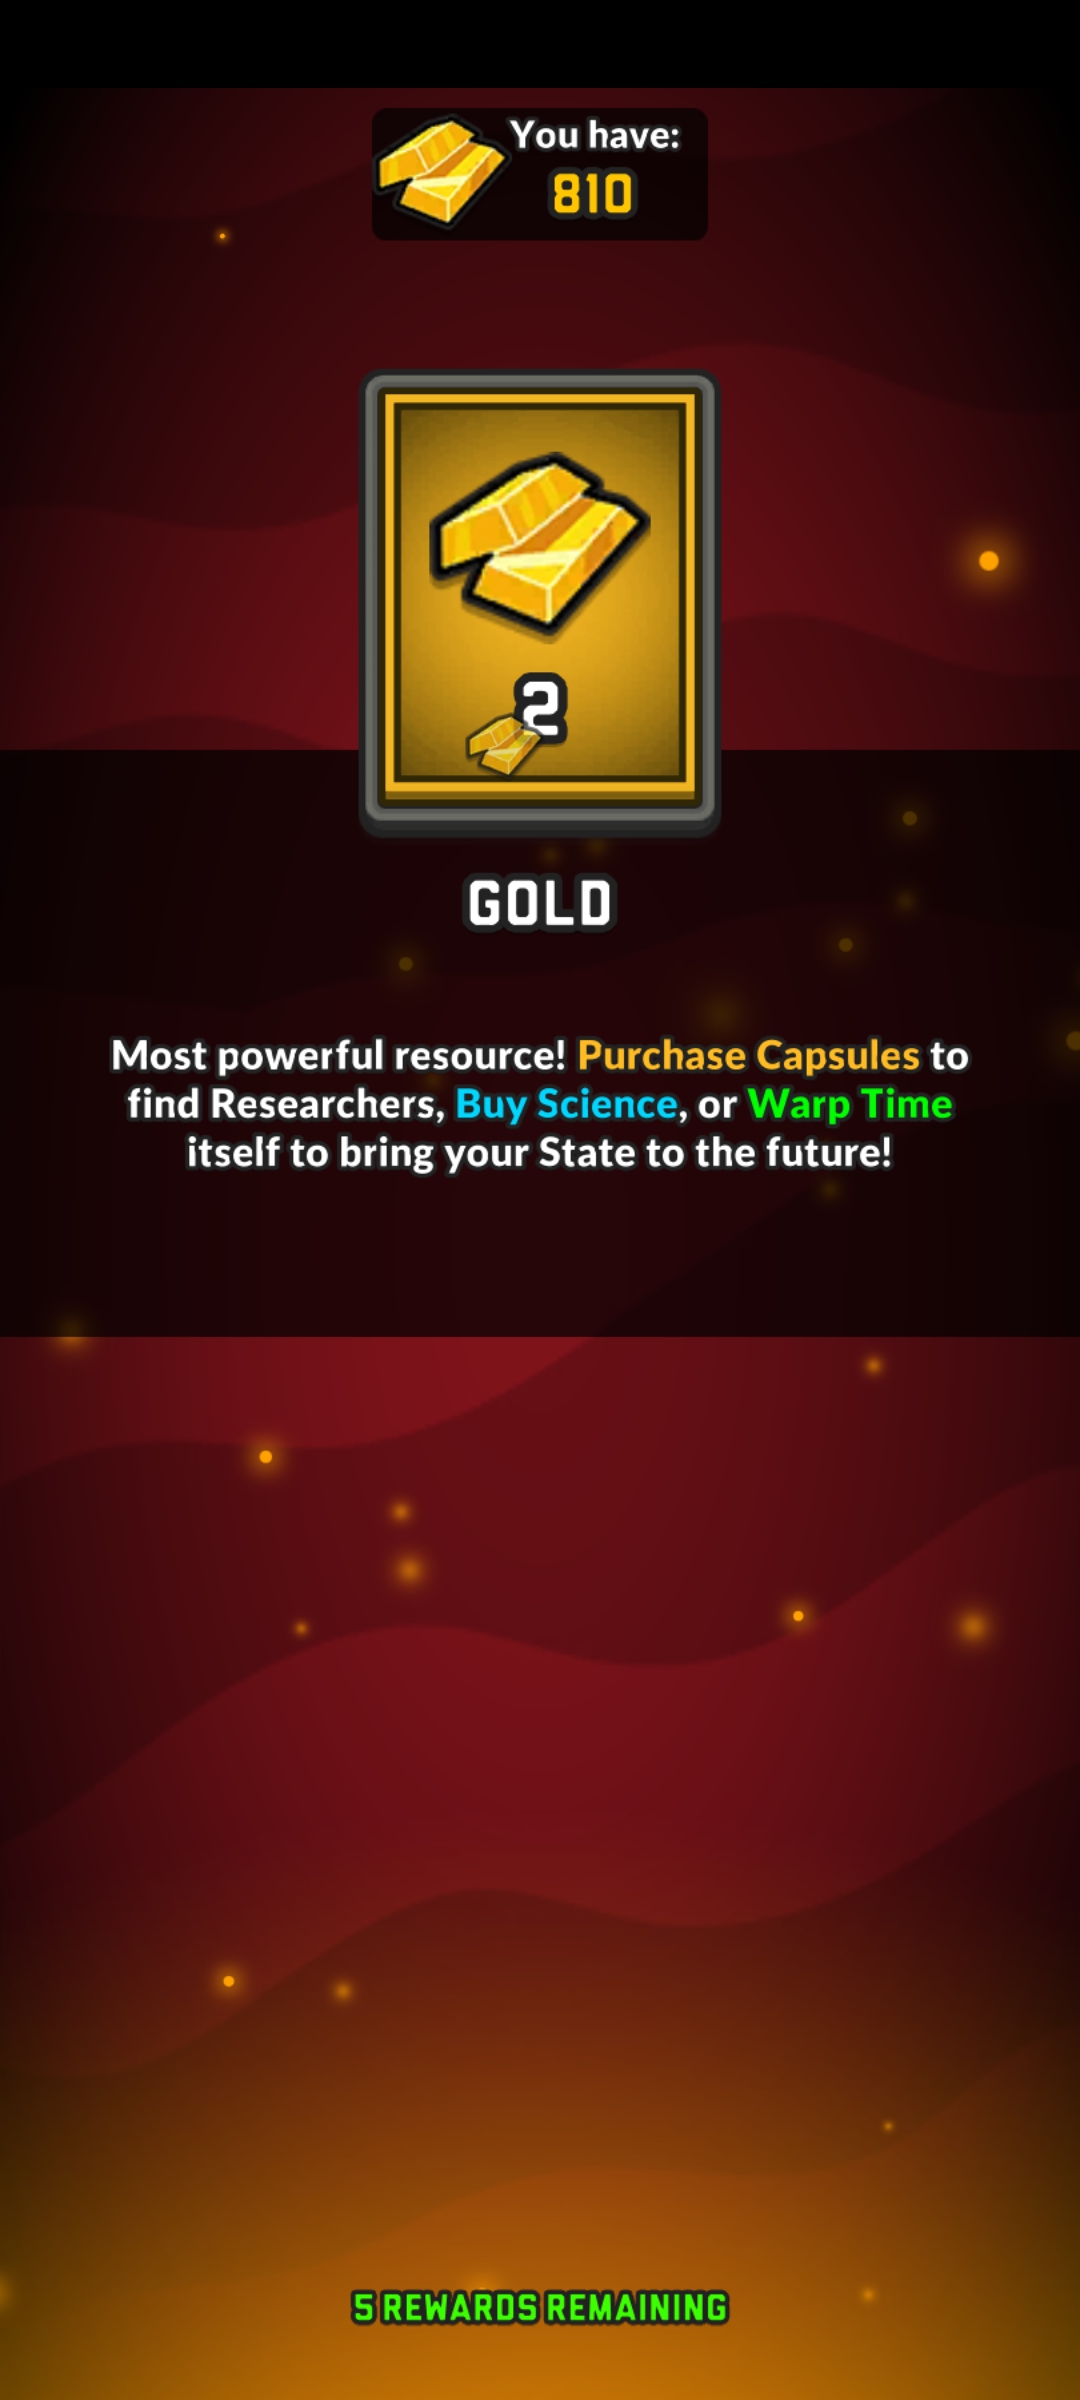 You have:
810
2
GOLD
Most powerful resource! Purchase Capsules to
find Researchers, Buy Science, or Warp Time
itself to bring your State to the future!
5 REWARDS REMAINING